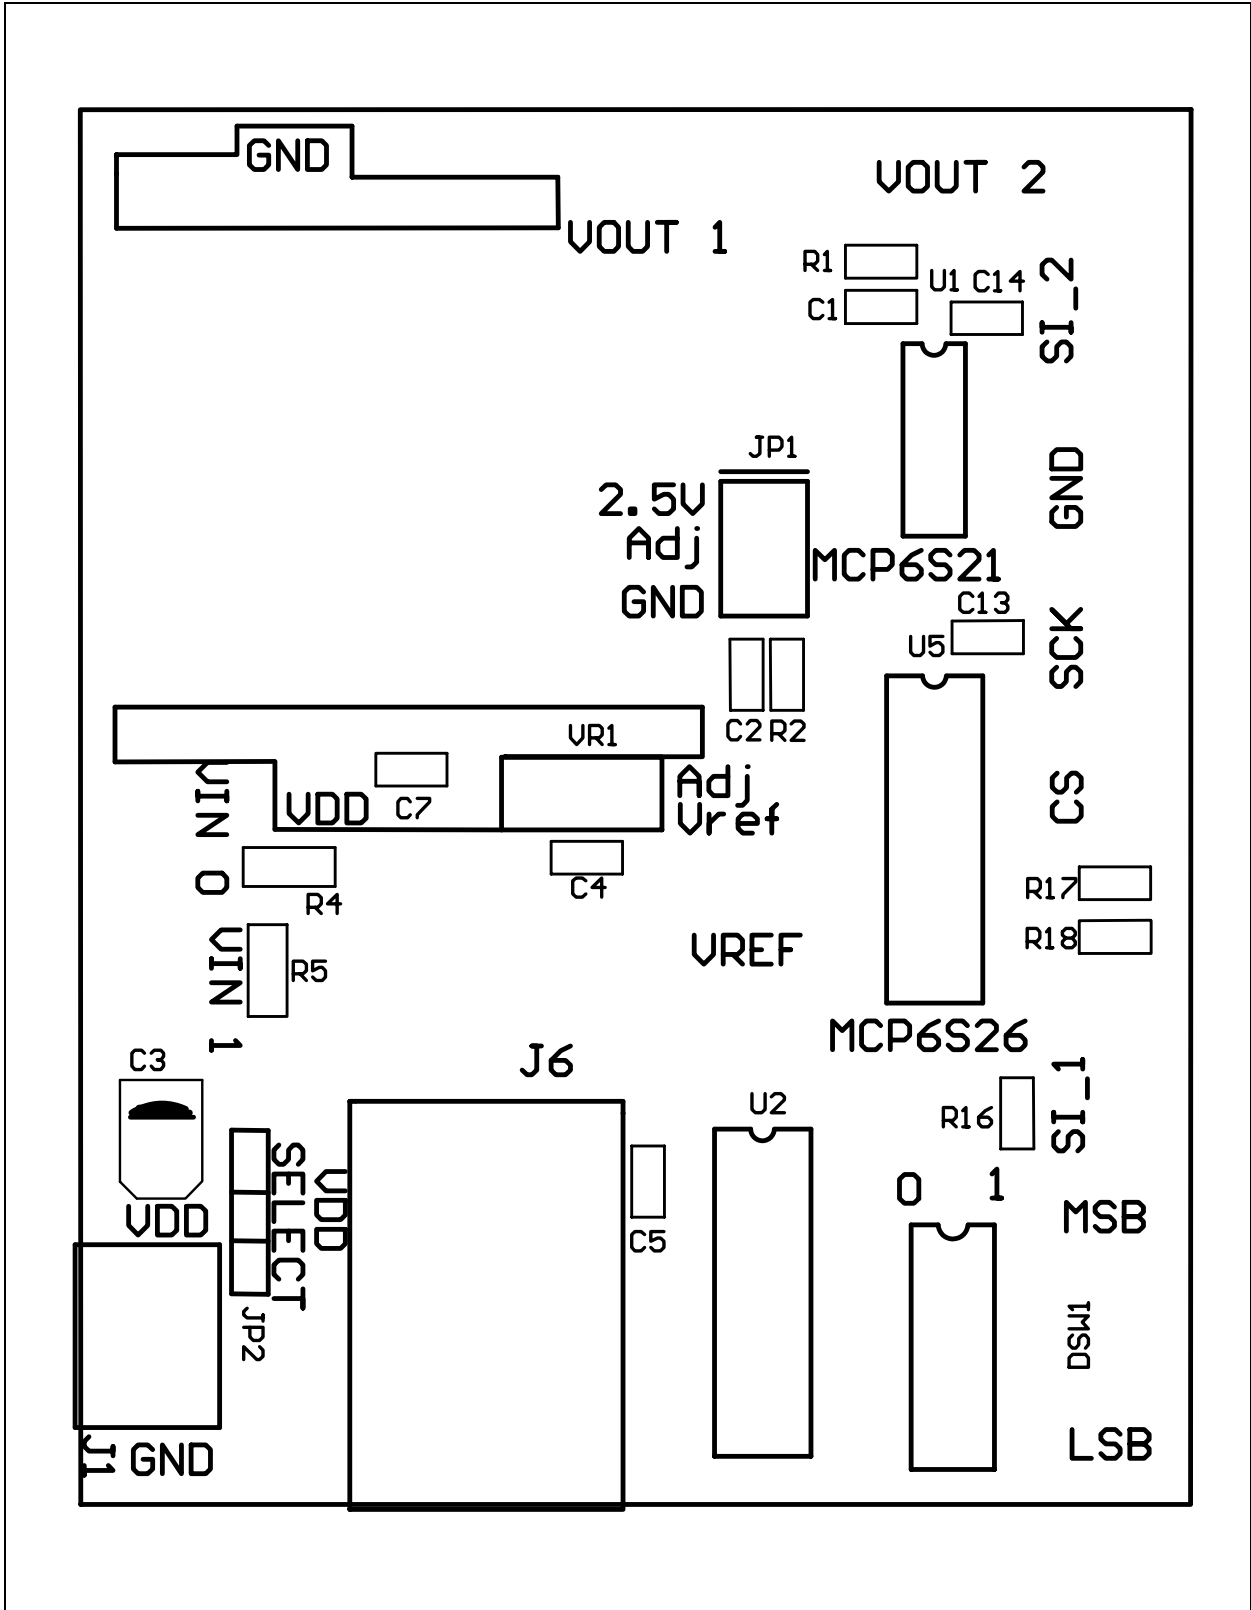 GND
VOUT 2
VOUT 1
R1
U1
C14
C1
SI_2
JP1
2.5V
Adj
GND
GND
MCP6S21
C13
U5
SCK
C2
R2
VR1
Adj
Vref
VDD
C7
CS
VIN 0
R4
C4
R17
R18
VIN 1
R5
VREF
MCP6S26
C3
J6
U2
R16
SI_1
VDD
SELECT
VDD
JP2
C5
0
1
MSB
DSW1
LSB
J1
GND